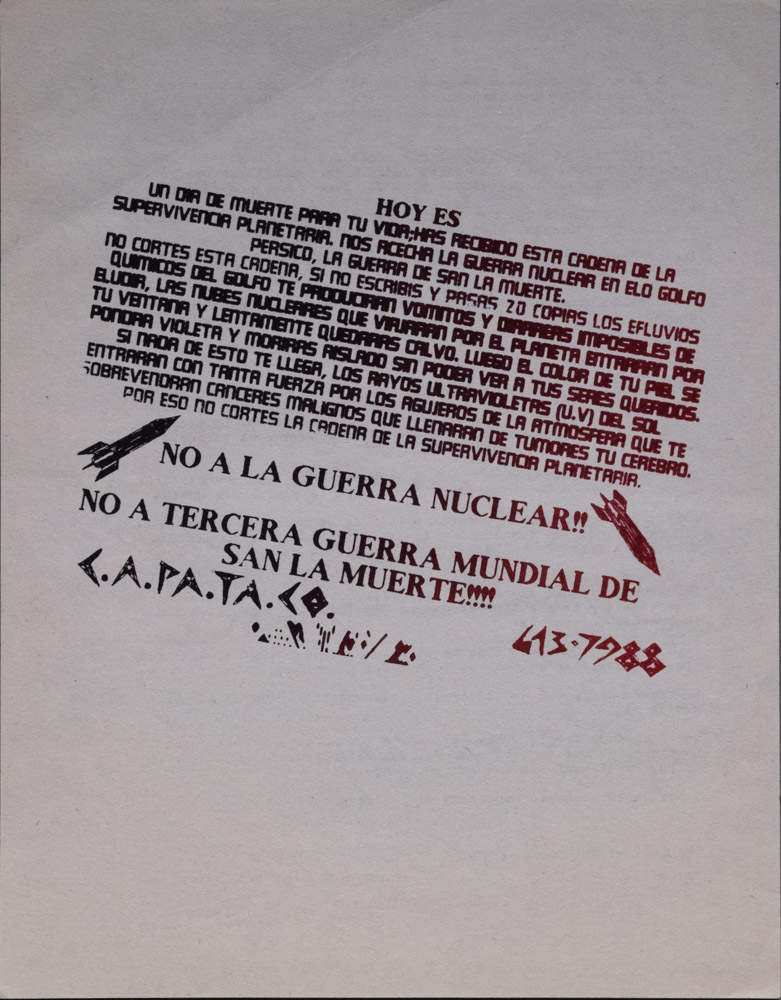 HOY ES
UN DIA DE MUERTE PARA TU VIDA;HAS RECIBIDO ESTA CADENA DE LA
SUPERVIVENCIA PLANETARIA. NOS ACECHA LA GUERRA NUCLEAR EN ELO GOLFO
PERSICO, LA GUERRA DE SAN LA MUERTE.
NO CORTES ESTA CADENA, SI NO ESCRIBIS Y PASAS 20 COPIAS LOS EFLUVIOS
QUIMICOS DEL GOLFO TE PRODUCIRAN VOMITOS Y DIARREAS IMPOSIBLES DE
ELUDIR, LAS NUBES NUCLEARES QUE VIAJARAN POR EL PLANETA ENTRARAN POR
TU VENTANA Y LENTAMENTE QUEDARAS CALVO. LUEGO EL COLOR DE TU PIEL SE
PONDRA VIOLETA Y MORIRAS AISLADO SIN PODER VER A TUS SERES QUERIDOS.
SI NADA DE ESTO TE LLEGA, LOS RAYOS ULTRAVIOLETAS (U.V) DEL SOL
ENTRARAN CON TANTA FUERZA POR LOS AGUJEROS DE LA ATMOSFERA QUE TE
SOBREVENDRAN CANCERES MALIGNOS QUE LLENARAN DE TUMORES TU CEREBRO.
POR ESO NO CORTES LA CADENA DE LA SUPERVIVENCIA PLANETARIA.
NO A LA GUERRA NUCLEAR!!
NO A TERCERA GUERRA MUNDIAL DE
SAN LA MUERTE!!!!
C.A.PA.TA.CO.
613-7988